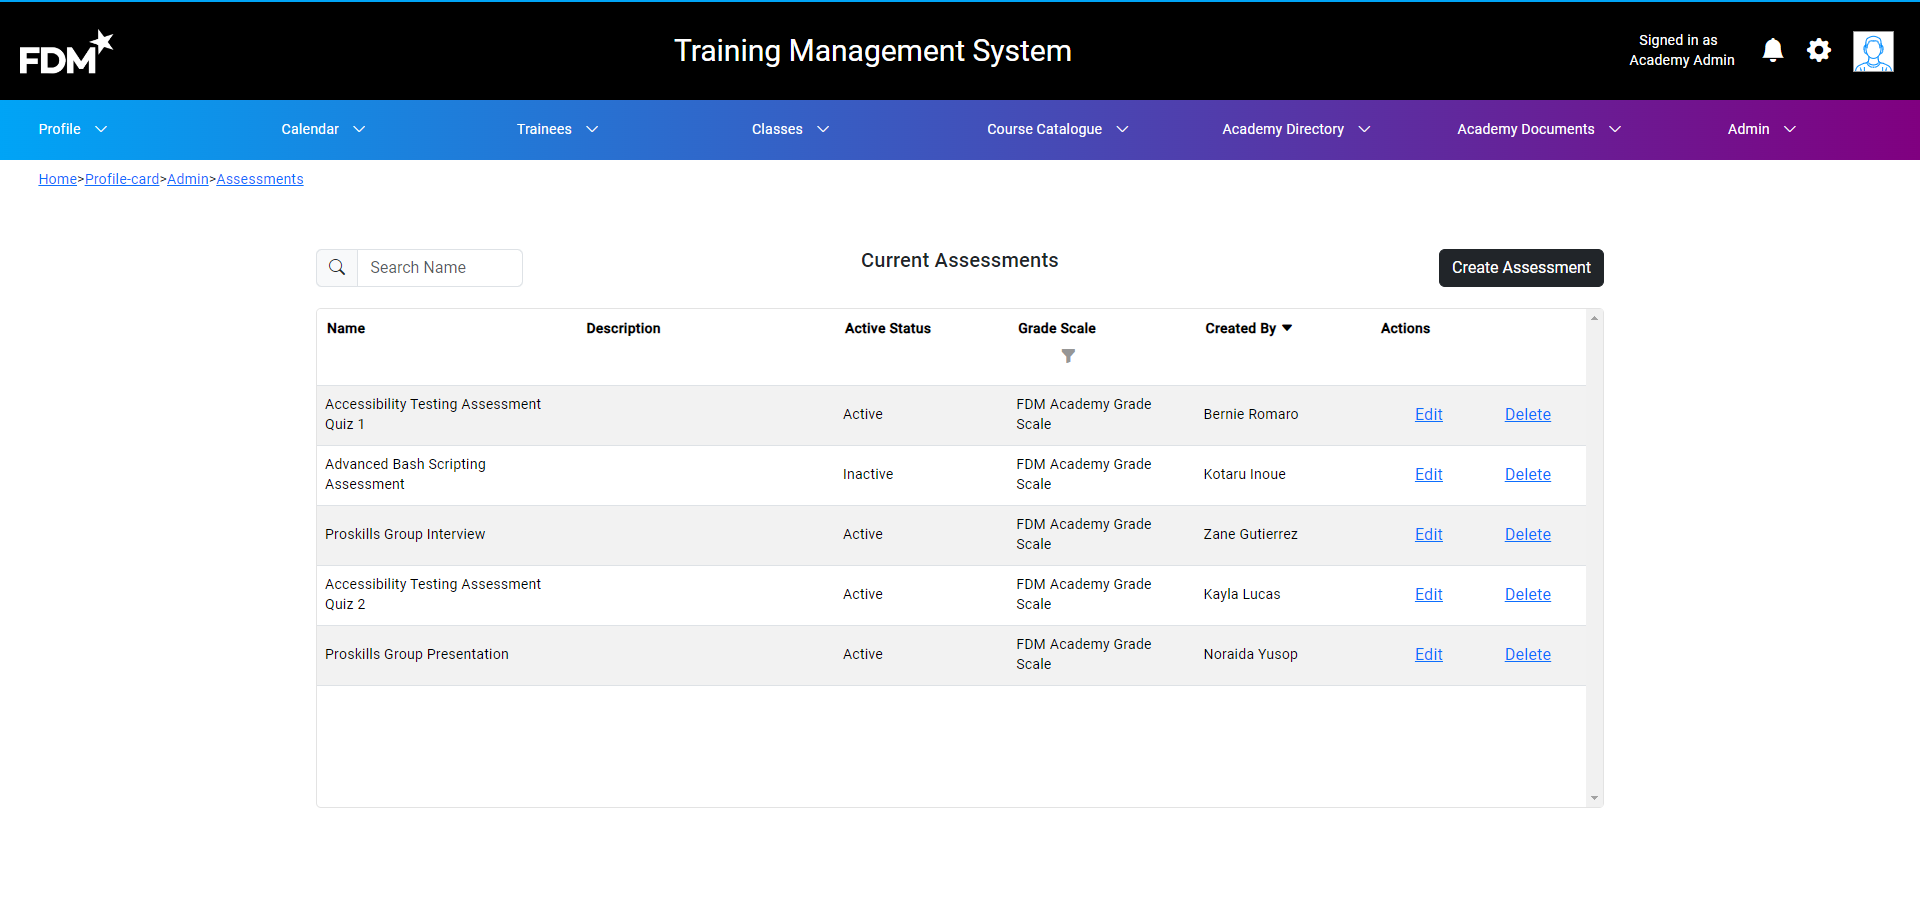 FDM
Training Management System
Signed in as
Academy Admin
Profile
Calendar
Trainees
Classes
Course Catalogue
Academy Directory
Academy Documents
Admin
Home>Profile-card>Admin>Assessments
Search Name
Current Assessments
Create Assessment
Name Description Active Status Grade Scale Created By Actions
Accessibility Testing Assessment
Quiz 1
Active
FDM Academy Grade
Scale
Bernie Romaro
Edit
Delete
Advanced Bash Scripting
Assessment
Inactive
FDM Academy Grade
Scale
Kotaru Inoue
Edit
Delete
Proskills Group Interview
Active
FDM Academy Grade
Scale
Zane Gutierrez
Edit
Delete
Accessibility Testing Assessment
Quiz 2
Active
FDM Academy Grade
Scale
Kayla Lucas
Edit
Delete
Proskills Group Presentation
Active
FDM Academy Grade
Scale
Noraida Yusop
Edit
Delete